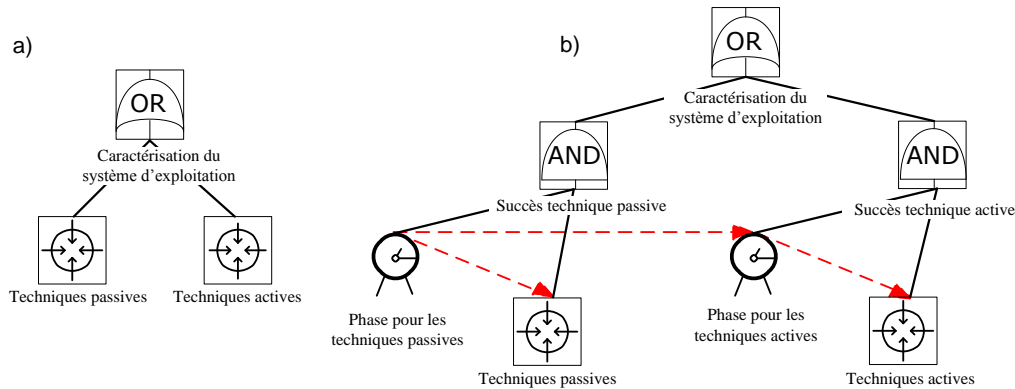 a)
OR
Caractérisation du
système d'exploitation
Techniques passives
Techniques actives
b)
OR
Caractérisation du
système d'exploitation
AND
AND
Succès technique passive
Succès technique active
Phase pour les
techniques passives
Phase pour les
techniques actives
Techniques passives
Techniques actives